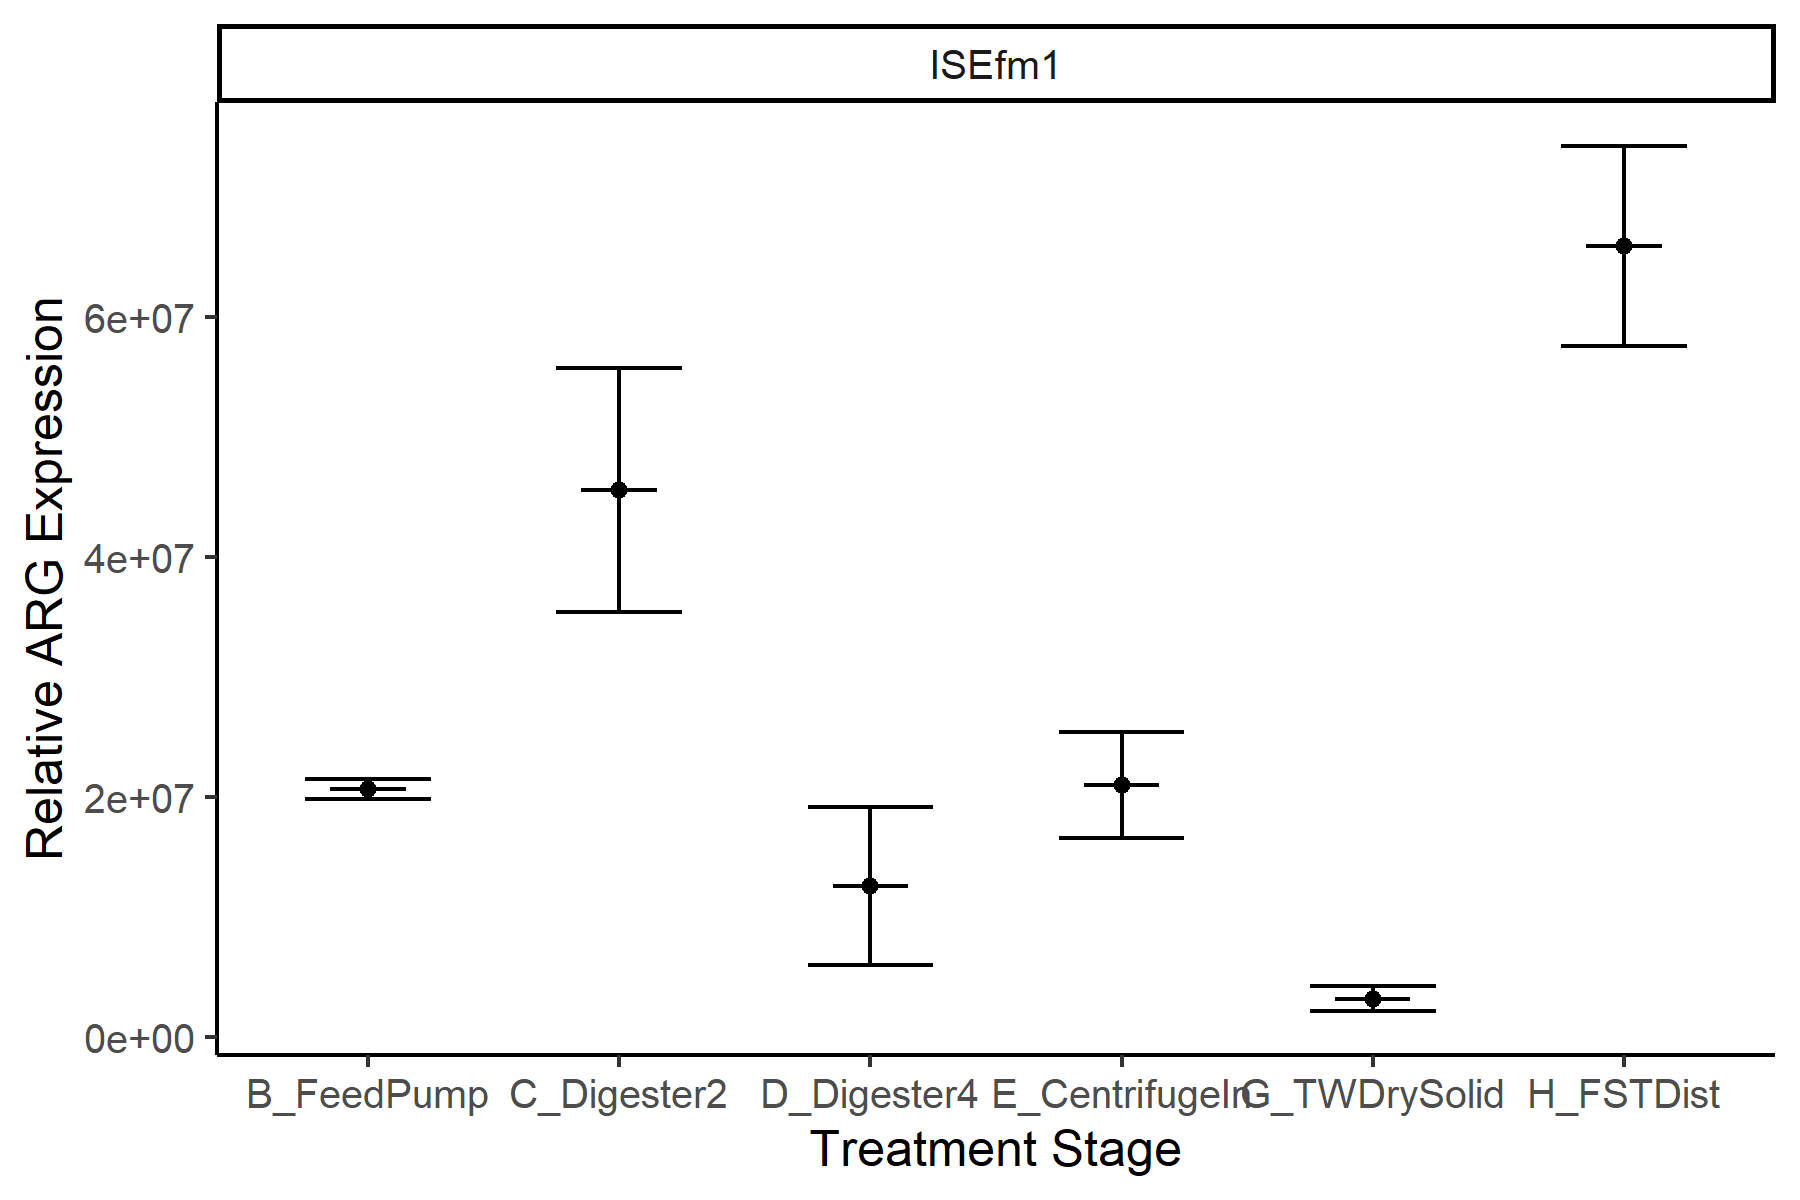 ISEfm1
Relative ARG Expression
6e+07
4e+07
2e+07
0e+00
B_FeedPump C_Digester2 D_Digester4 E_CentrifugeIn G_TWDrySolid H_FSTDist
Treatment Stage